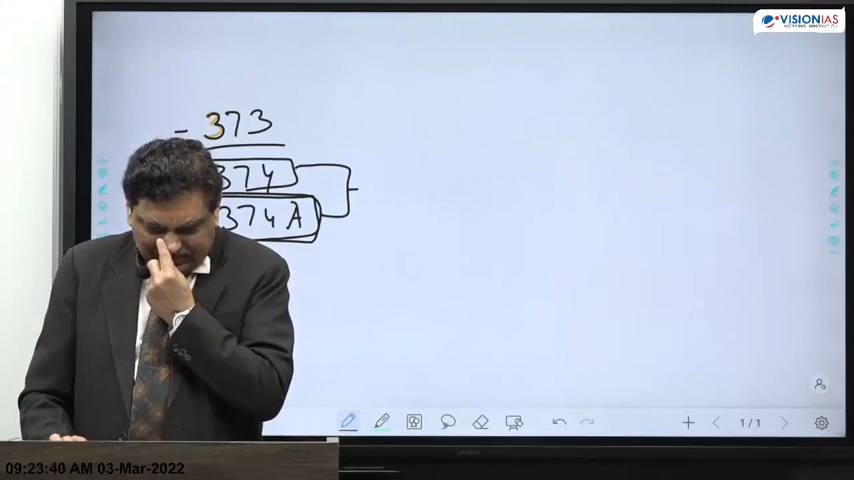 VISIONIAS
- 373
374
374 A
1 / 1
09:23:40 AM 03-Mar-2022